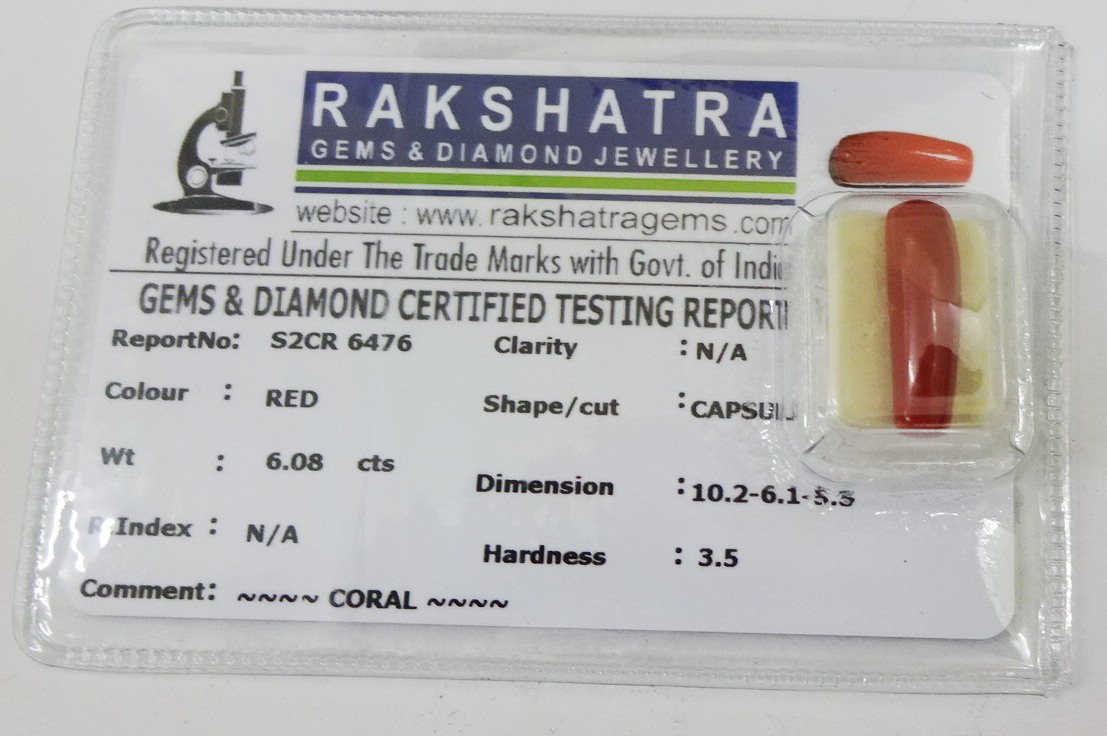 RAKSHATRA
GEMS & DIAMOND JEWELLERY
website : www.rakshatragems.com
Registered Under The Trade Marks with Govt. of
GEMS & DIAMOND CERTIFIED TESTING REPORT
ReportNo: S2CR 6476 Clarity : N/A
Colour : RED Shape/cut :
Wt : 6.08 cts Dimension : 10.2-6.1-5.5
R.Index : N/A Hardness : 3.5
Comment: ~~~~ CORAL ~~~~